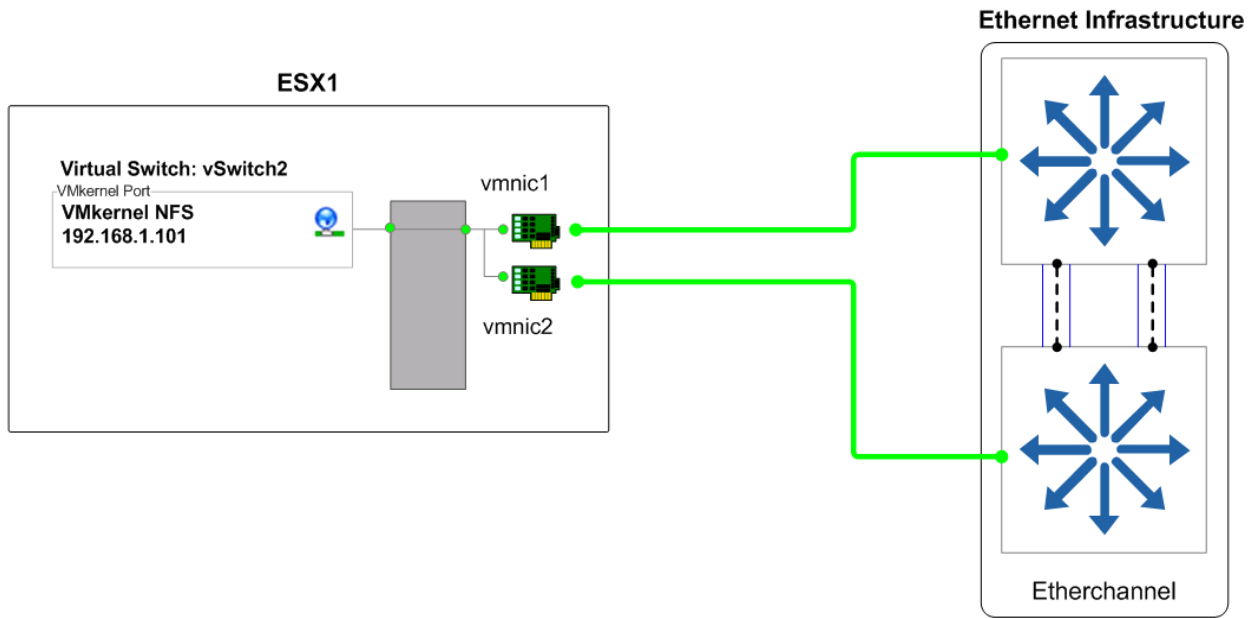 Ethernet Infrastructure
ESX1
Virtual Switch: vSwitch2
VMkernel Port
VMkernel NFS
192.168.1.101
vmnic1
vmnic2
Etherchannel